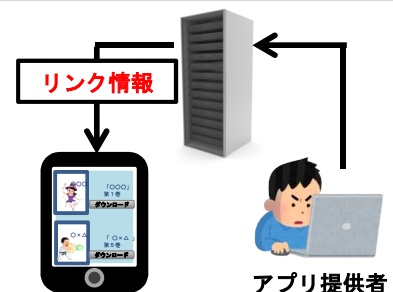 リンク情報
○○○
「○○○」
第1巻
ダウンロード
○×△
「○×△」
第5巻
ダウンロード
アプリ提供者